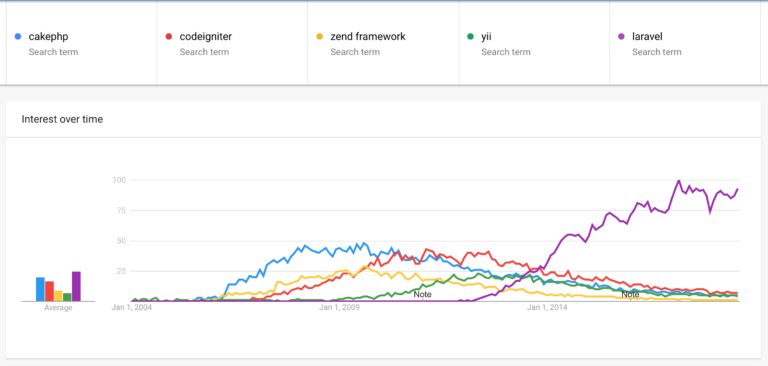 cakephp
Search term
codeigniter
Search term
zend framework
Search term
yii
Search term
laravel
Search term
Interest over time
100
75
50
25
Note
Note
Average
Jan 1, 2004
Jan 1, 2009
Jan 1, 2014